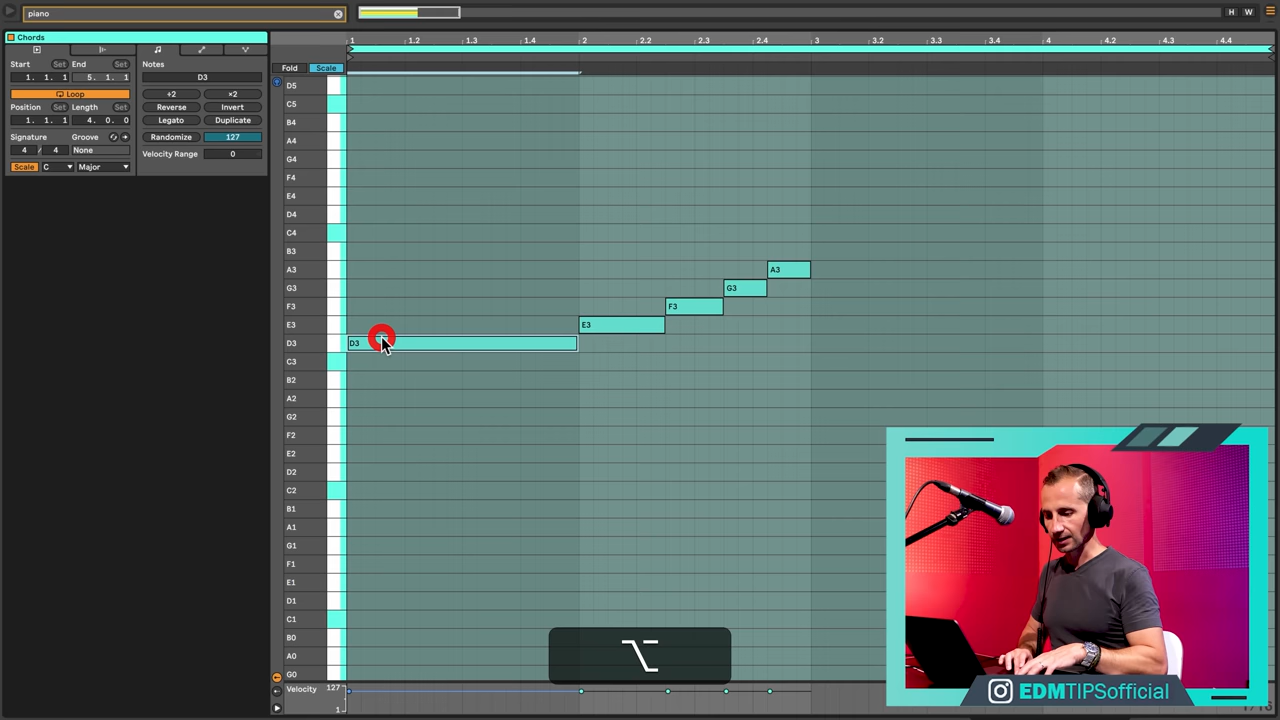 piano
H W
Chords
1 1.2 1.3 1.4 2 2.2 2.3 2.4 3 3.2 3.3 3.4 4 4.2 4.3 4.4
Start Set End Set
1. 1. 1 5. 1. 1
Loop
Position Set Length Set
1. 1. 1 4. 0. 0
Signature Groove
4 / 4 None
Scale C Major
Notes
D3
÷2 ×2
Reverse Invert
Legato Duplicate
Randomize 127
Velocity Range 0
Fold Scale
D5
C5
B4
A4
G4
F4
E4
D4
C4
B3
A3 A3
G3 G3
F3 F3
E3 E3
D3 D3
C3
B2
A2
G2
F2
E2
D2
C2
B1
A1
G1
F1
E1
D1
C1
B0
A0
G0
Velocity 127
1
EDMTIPSofficial